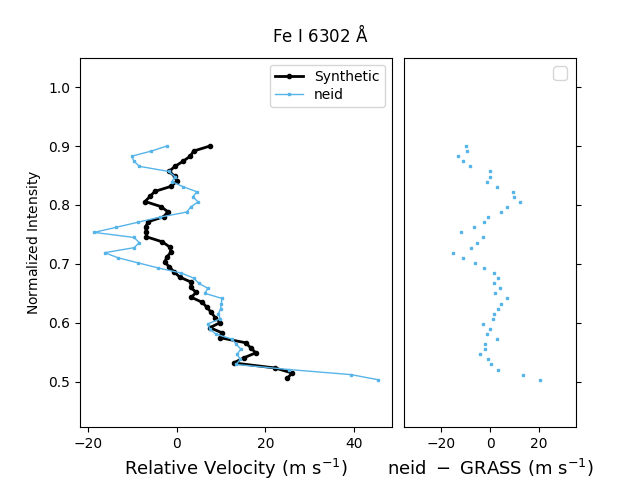 Fe I 6302 Å
Synthetic
neid
Normalized Intensity
1.0
0.9
0.8
0.7
0.6
0.5
−20 0 20 40
−20 0 20
Relative Velocity (m s⁻¹)
neid − GRASS (m s⁻¹)